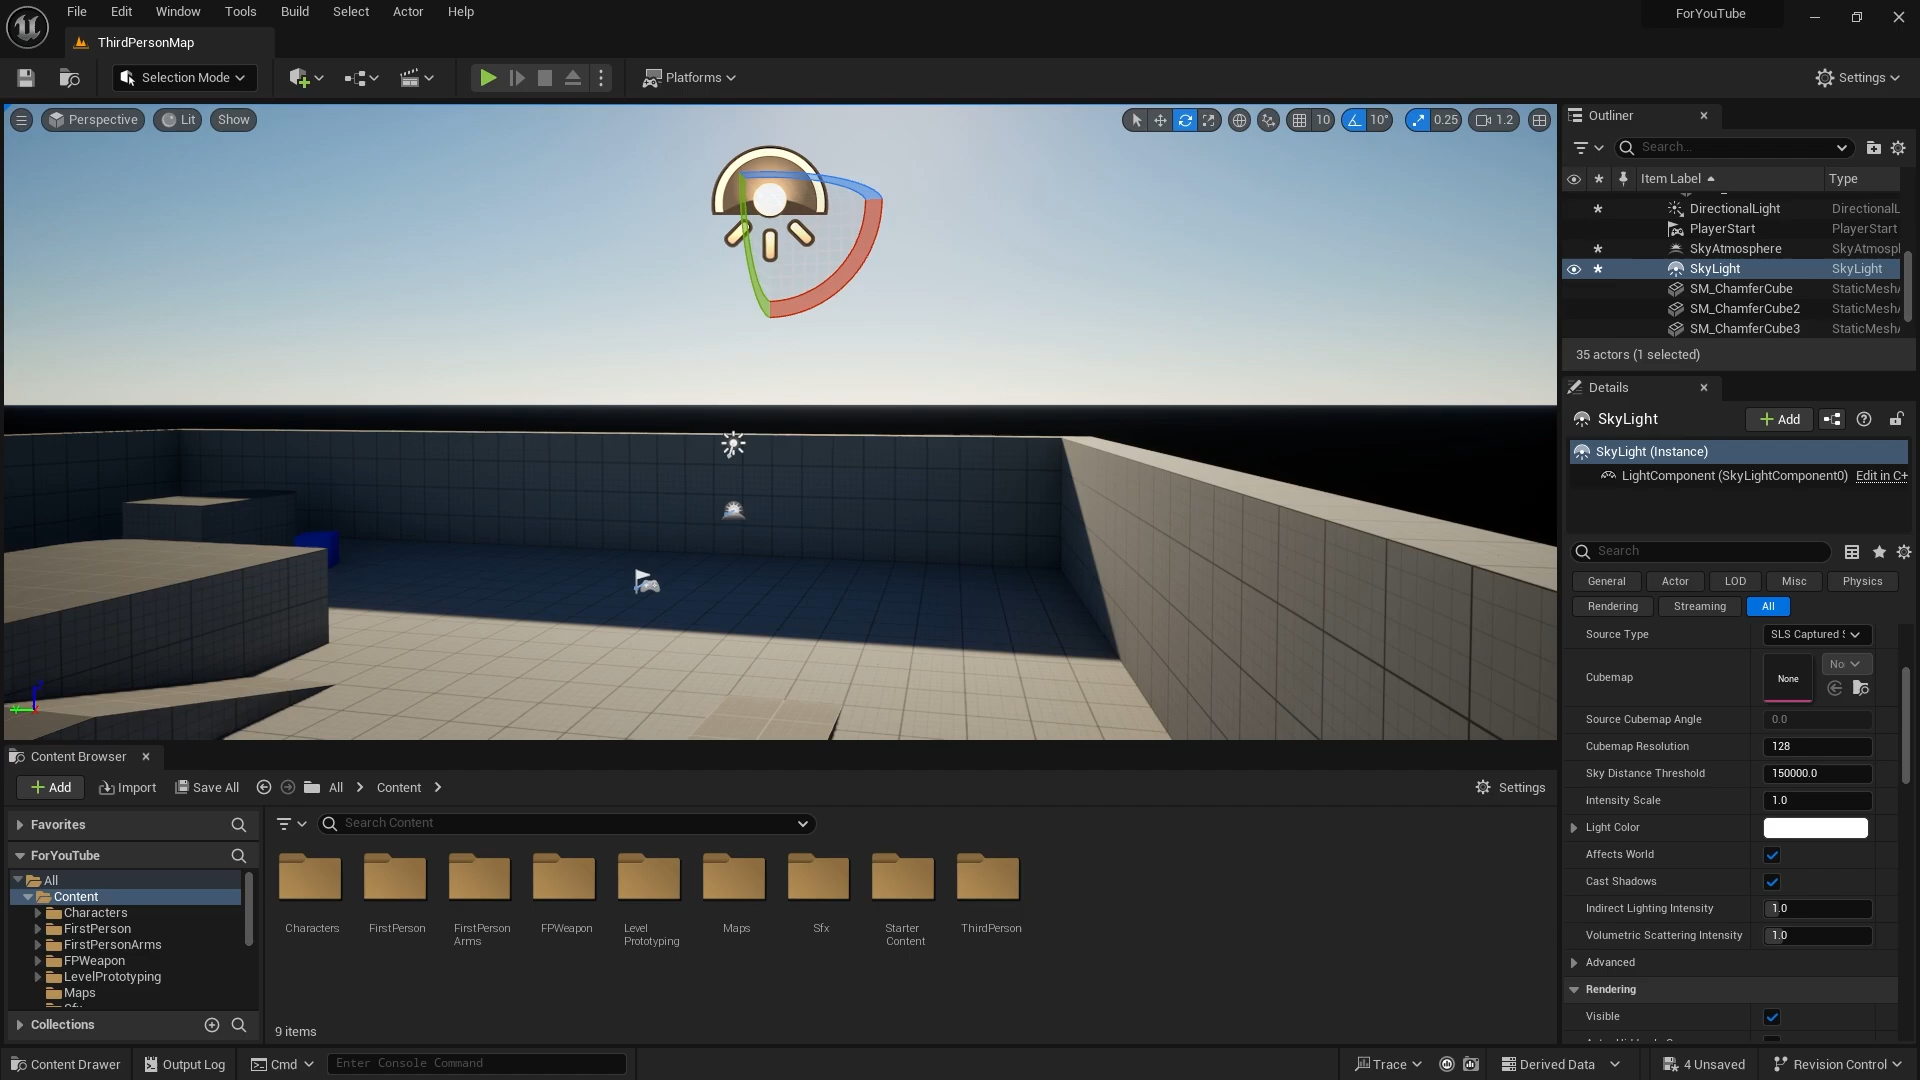 File Edit Window Tools Build Select Actor Help
ForYouTube
ThirdPersonMap
Selection Mode
Platforms
Settings
Perspective
Lit
Show
10
10°
0.25
1.2
Outliner
Search...
Item Label
Type
DirectionalLight DirectionalL
PlayerStart PlayerStart
SkyAtmosphere SkyAtmosph
SkyLight SkyLight
SM_ChamferCube StaticMeshA
SM_ChamferCube2 StaticMeshA
SM_ChamferCube3 StaticMeshA
35 actors (1 selected)
Details
SkyLight
Add
SkyLight (Instance)
LightComponent (SkyLightComponent0) Edit in C+
Search
General Actor LOD Misc Physics
Rendering Streaming All
Source Type SLS Captured S
Cubemap None No
Source Cubemap Angle 0.0
Cubemap Resolution 128
Sky Distance Threshold 150000.0
Intensity Scale 1.0
Light Color
Affects World
Cast Shadows
Indirect Lighting Intensity 1.0
Volumetric Scattering Intensity 1.0
Advanced
Rendering
Visible
Content Browser
Add Import Save All All Content
Settings
Favorites
ForYouTube
All
Content
Characters
FirstPerson
FirstPersonArms
FPWeapon
LevelPrototyping
Maps
Collections
Search Content
Characters
FirstPerson
FirstPerson
Arms
FPWeapon
Level
Prototyping
Maps
Sfx
Starter
Content
ThirdPerson
9 items
Content Drawer
Output Log
Cmd
Enter Console Command
Trace
Derived Data
4 Unsaved
Revision Control